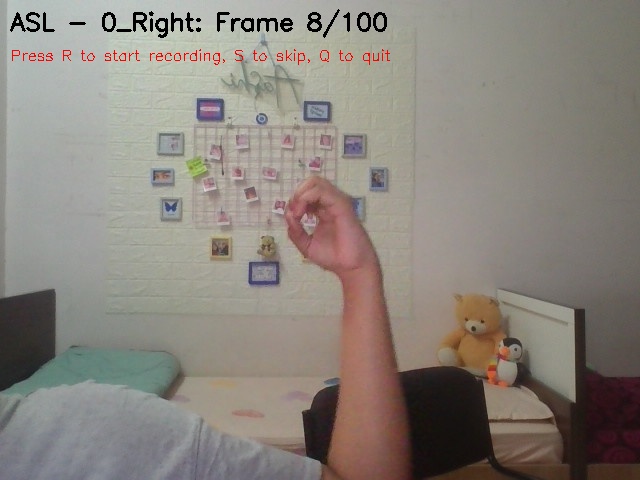 ASL - 0_Right: Frame 8/100
Press R to start recording, S to skip, Q to quit